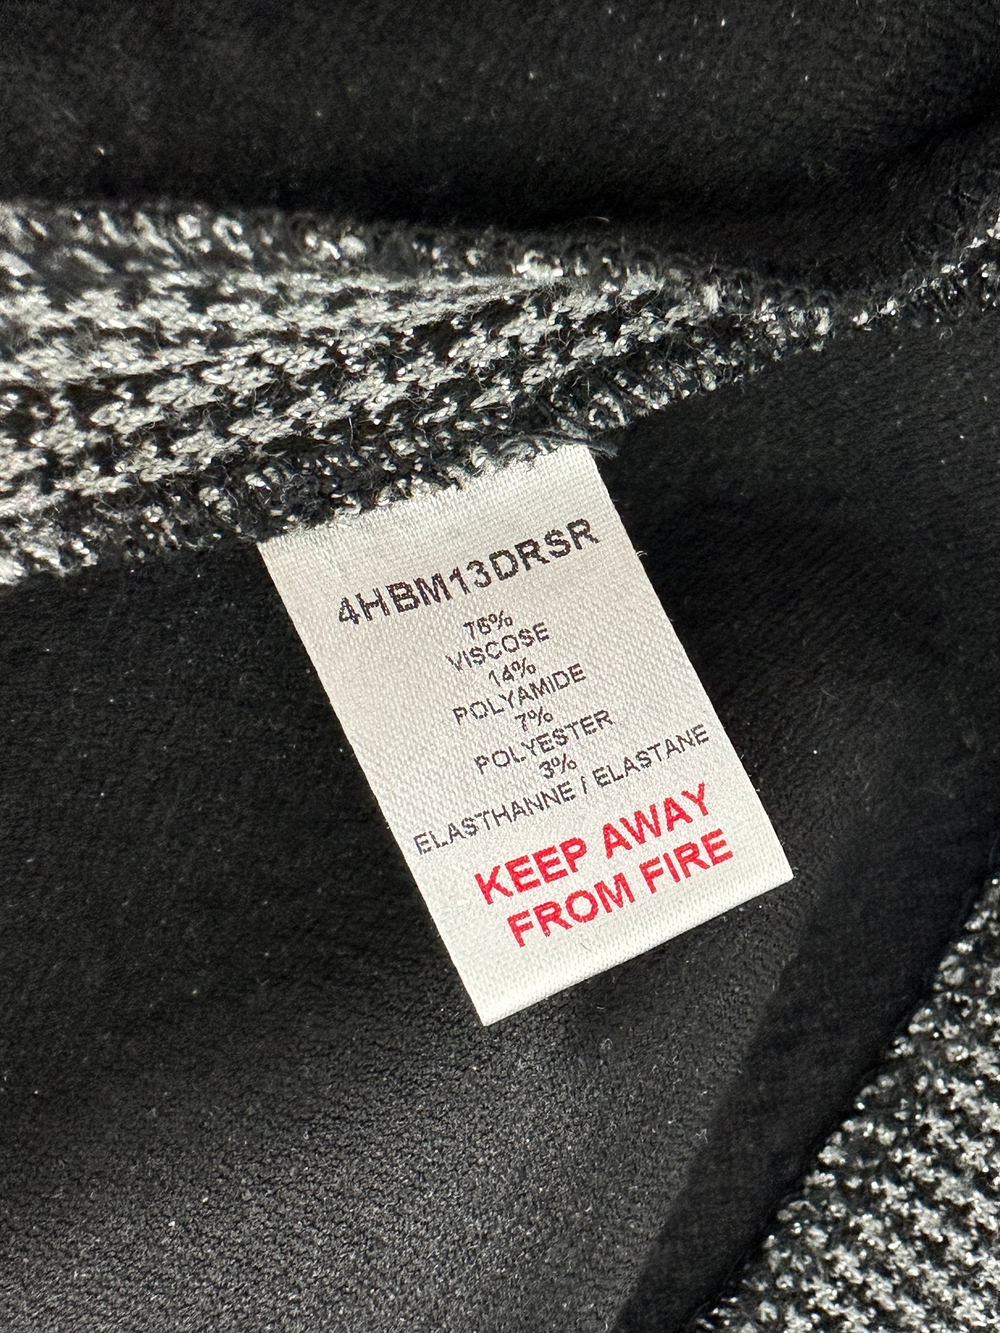 4HBM13DRSR
76%
VISCOSE
14%
POLYAMIDE
7%
POLYESTER
3%
ELASTHANNE / ELASTANE
KEEP AWAY
FROM FIRE